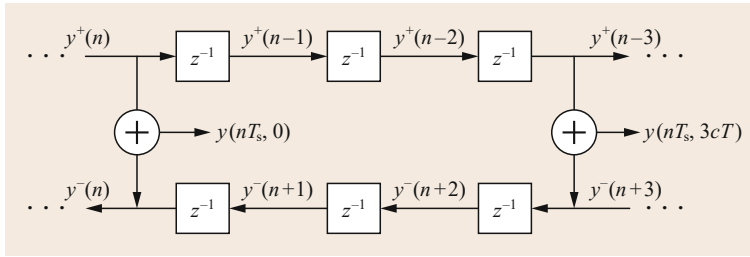 · · · y⁺(n) y⁺(n–1) y⁺(n–2) y⁺(n–3) · · ·
z⁻¹ z⁻¹ z⁻¹
+ y(nTₛ, 0) + y(nTₛ, 3cT)
· · · y⁻(n) y⁻(n+1) y⁻(n+2) y⁻(n+3) · · ·
z⁻¹ z⁻¹ z⁻¹